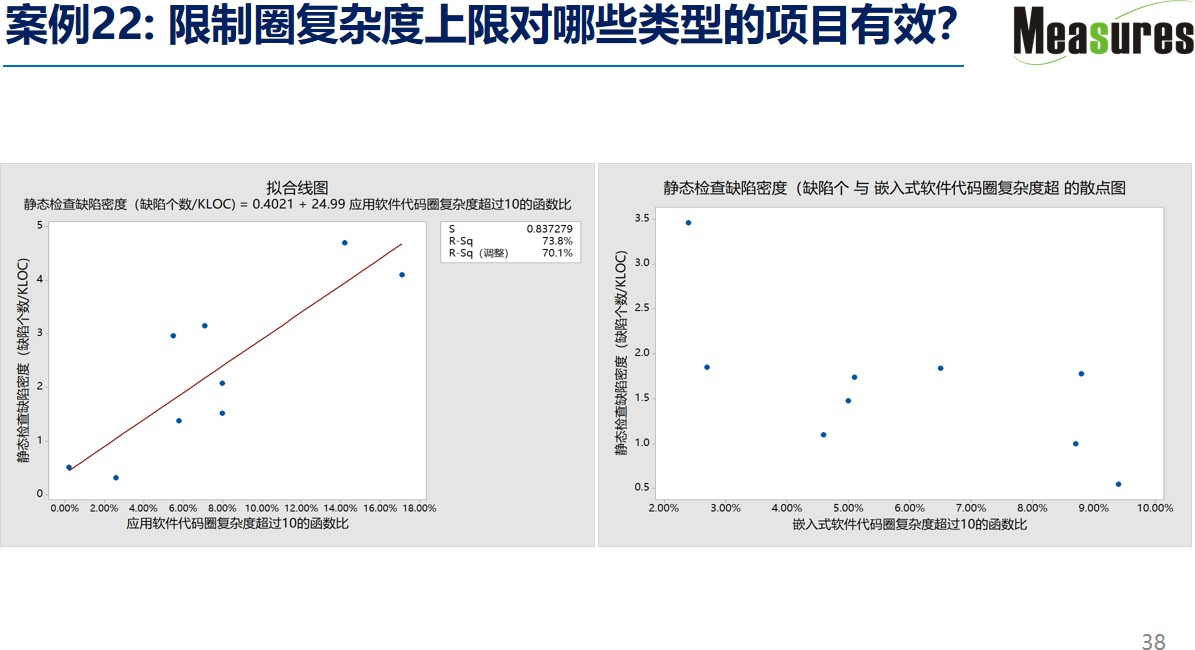 案例22: 限制圈复杂度上限对哪些类型的项目有效?
Measures
拟合线图
静态检查缺陷密度（缺陷个数/KLOC) = 0.4021 + 24.99 应用软件代码圈复杂度超过10的函数比
S 0.837279
R-Sq 73.8%
R-Sq（调整） 70.1%
静态检查缺陷密度（缺陷个数/KLOC)
5
4
3
2
1
0
0.00% 2.00% 4.00% 6.00% 8.00% 10.00% 12.00% 14.00% 16.00% 18.00%
应用软件代码圈复杂度超过10的函数比
静态检查缺陷密度（缺陷个 与 嵌入式软件代码圈复杂度超 的散点图
静态检查缺陷密度（缺陷个数/KLOC)
3.5
3.0
2.5
2.0
1.5
1.0
0.5
2.00% 3.00% 4.00% 5.00% 6.00% 7.00% 8.00% 9.00% 10.00%
嵌入式软件代码圈复杂度超过10的函数比
38